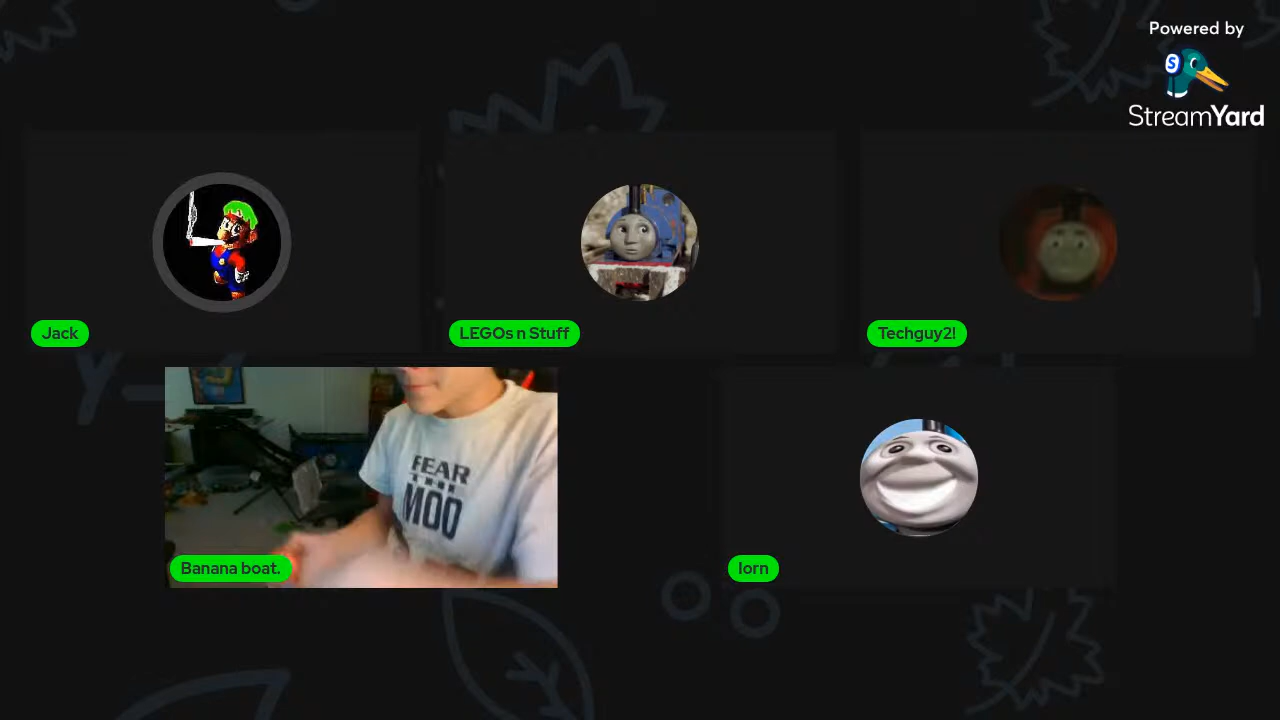 Powered by
S
StreamYard
Jack
LEGOs n Stuff
Techguy2!
FEAR
MOO
Banana boat.
lorn